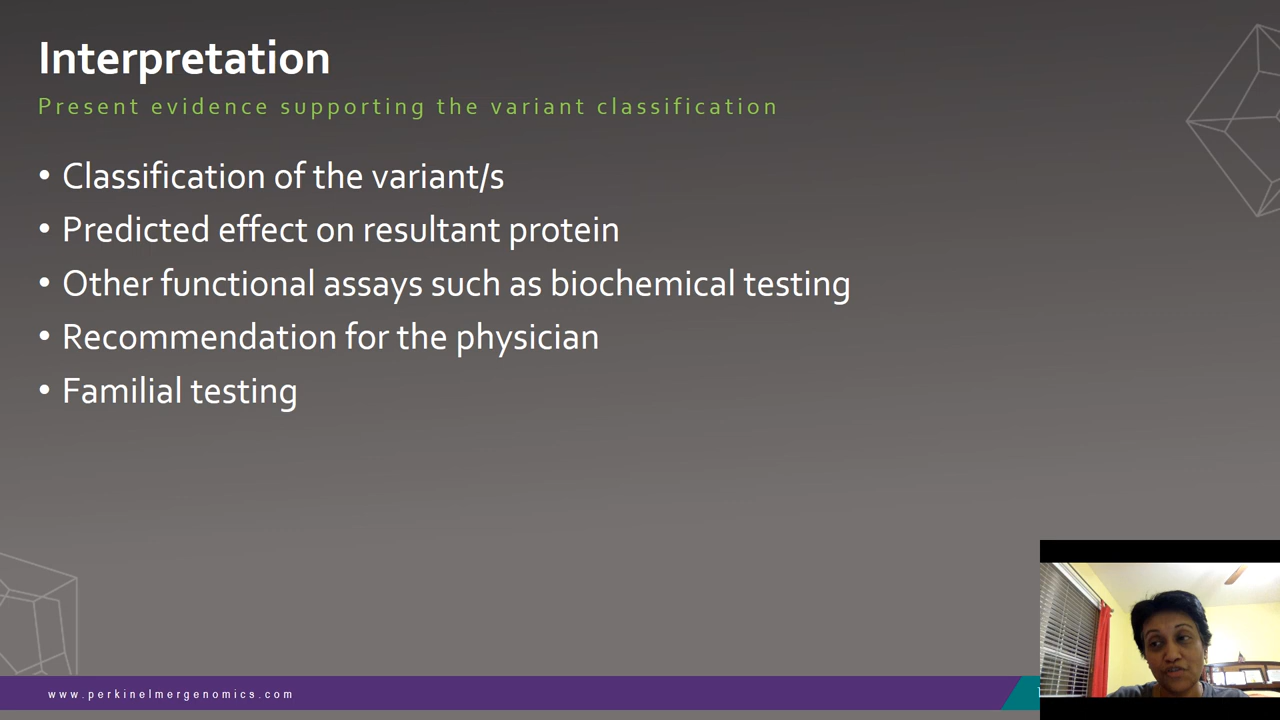 Interpretation
Present evidence supporting the variant classification
• Classification of the variant/s
• Predicted effect on resultant protein
• Other functional assays such as biochemical testing
• Recommendation for the physician
• Familial testing
www.perkinelmergenomics.com